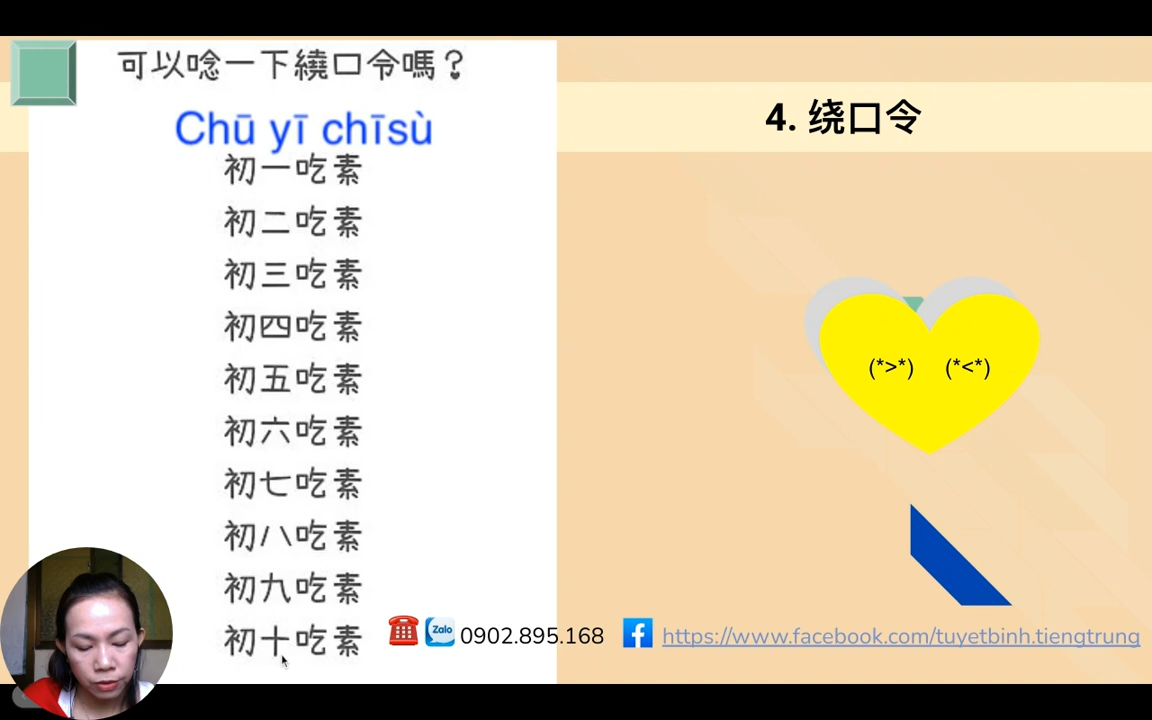 可以唸一下繞口令嗎？
Chū yī chīsù
初一吃素
初二吃素
初三吃素
初四吃素
初五吃素
初六吃素
初七吃素
初八吃素
初九吃素
初十吃素
4. 绕口令
(*>*) (*<*)
Zalo
0902.895.168
https://www.facebook.com/tuyetbinh.tiengtrung